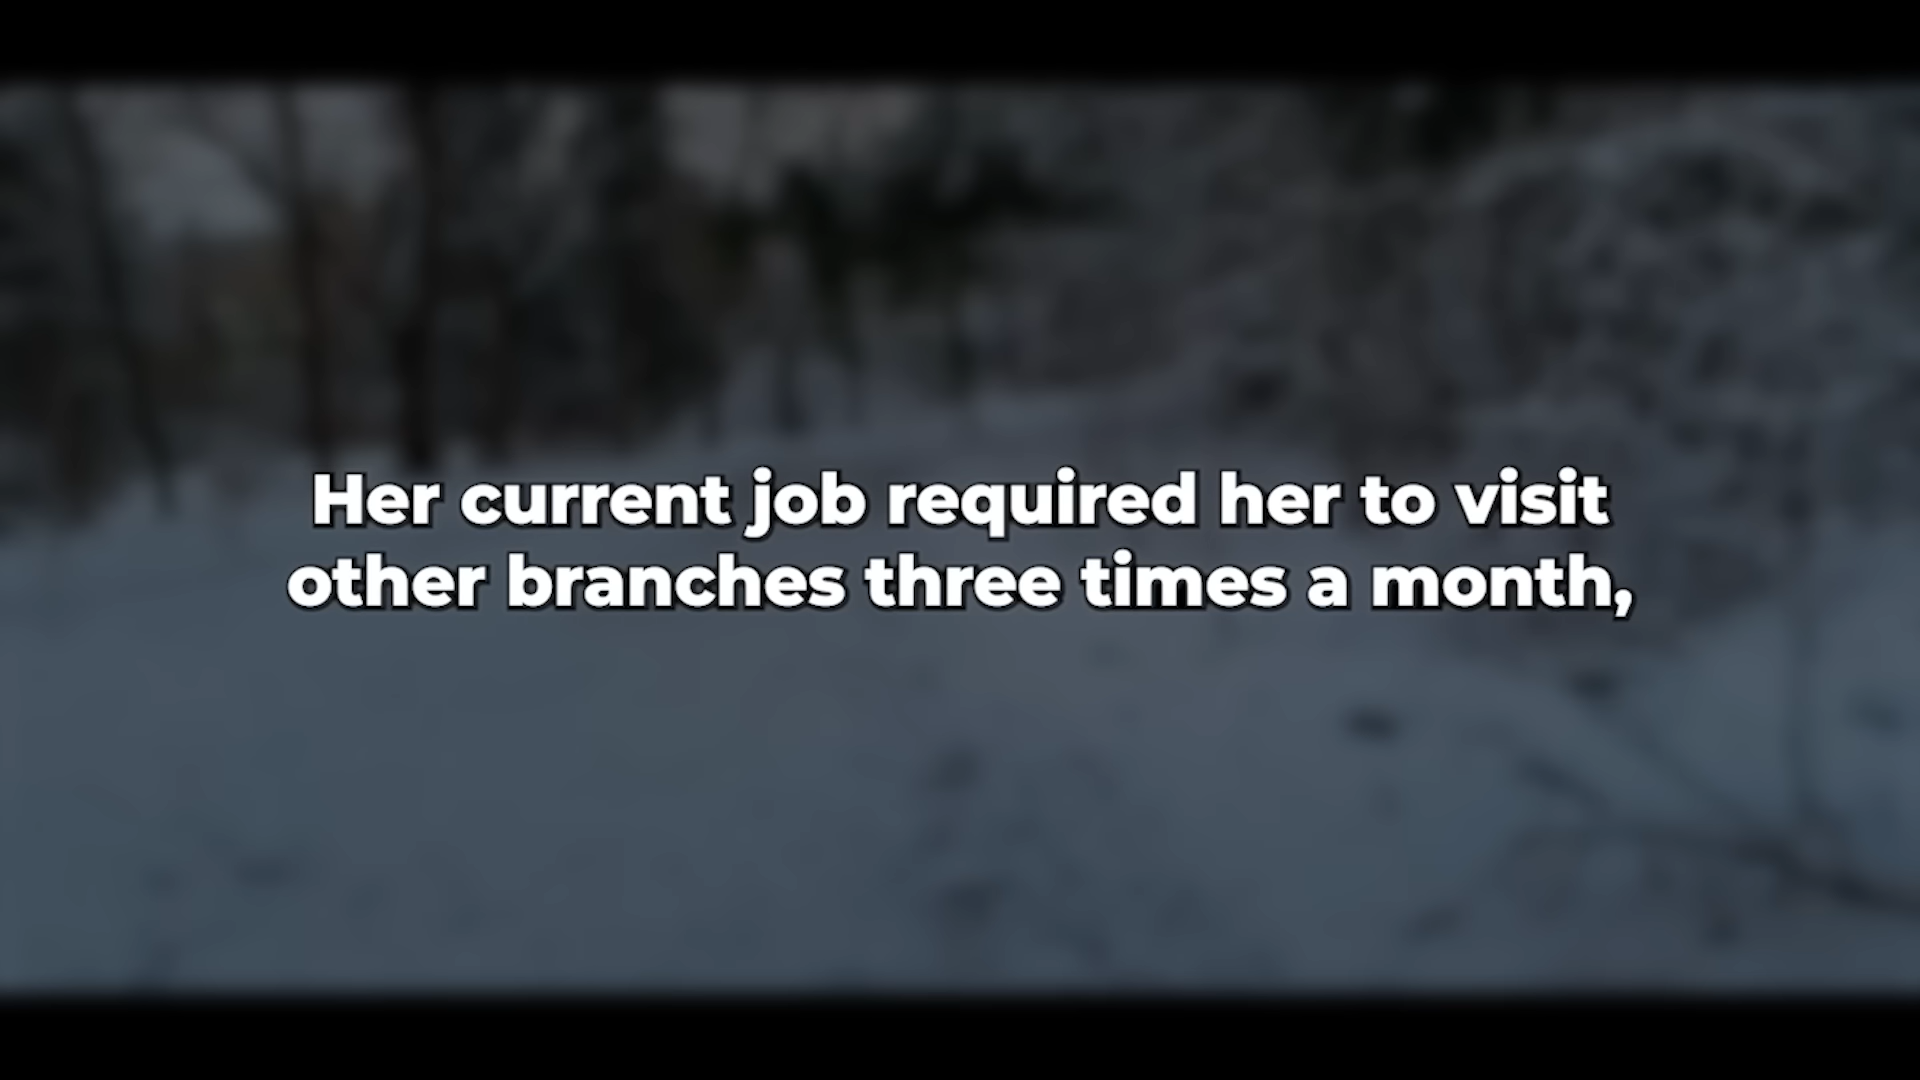 Her current job required her to visit
other branches three times a month,